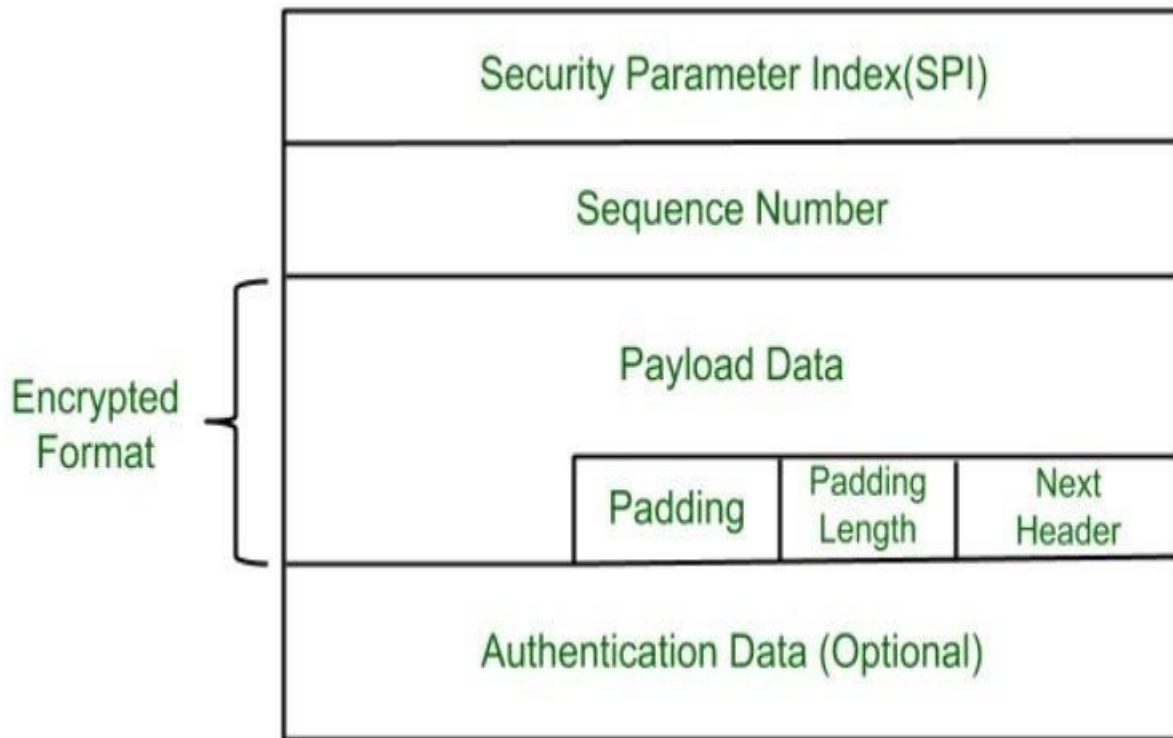 Security Parameter Index(SPI)
Sequence Number
Payload Data
Encrypted
Format
Padding
Padding
Length
Next
Header
Authentication Data (Optional)